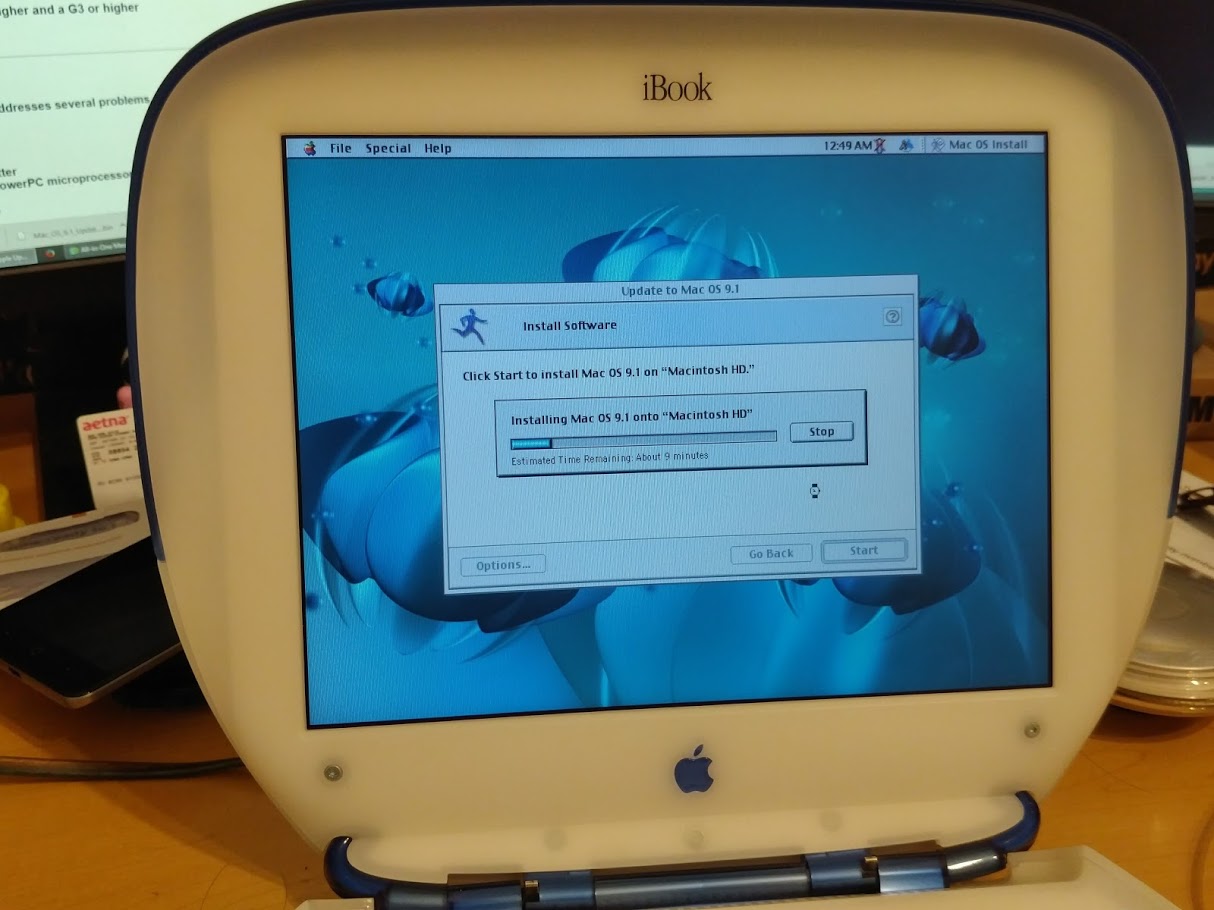 gher and a G3 or higher
ddresses several problems
tter
owerPC microprocessor
iBook
File Special Help
12:49 AM
Mac OS Install
Update to Mac OS 9.1
Install Software
Click Start to install Mac OS 9.1 on “Macintosh HD.”
Installing Mac OS 9.1 onto “Macintosh HD”
Stop
Estimated Time Remaining: About 9 minutes
Options...
Go Back
Start
aetna